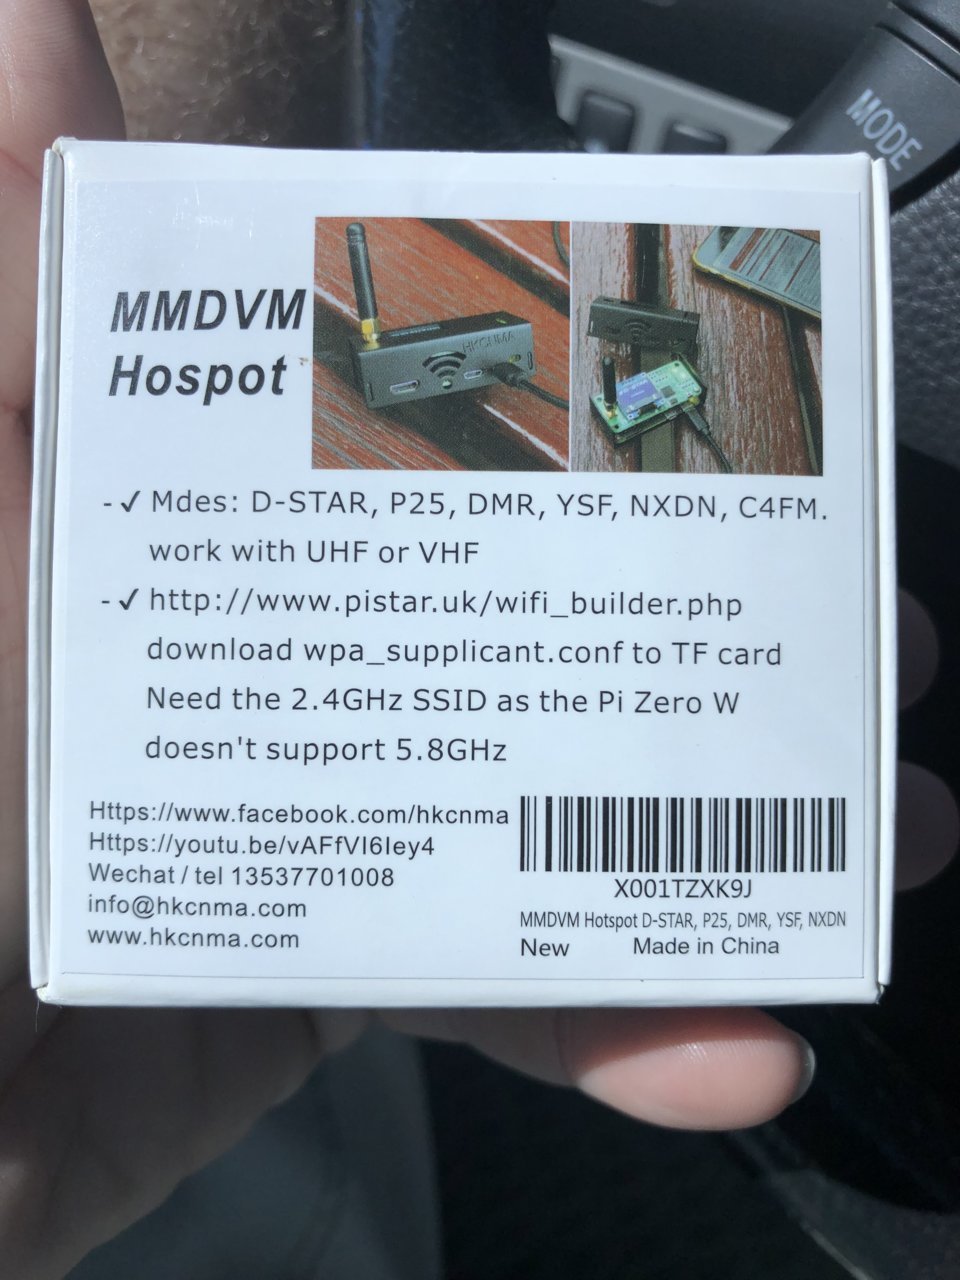 MODE
MMDVM
Hospot
HKCNMA
-✓ Mdes: D-STAR, P25, DMR, YSF, NXDN, C4FM.
work with UHF or VHF
-✓ http://www.pistar.uk/wifi_builder.php
download wpa_supplicant.conf to TF card
Need the 2.4GHz SSID as the Pi Zero W
doesn't support 5.8GHz
Https://www.facebook.com/hkcnma
Https://youtu.be/vAFfVI6Iey4
Wechat / tel 13537701008
info@hkcnma.com
www.hkcnma.com
X001TZXK9J
MMDVM Hotspot D-STAR, P25, DMR, YSF, NXDN
New Made in China